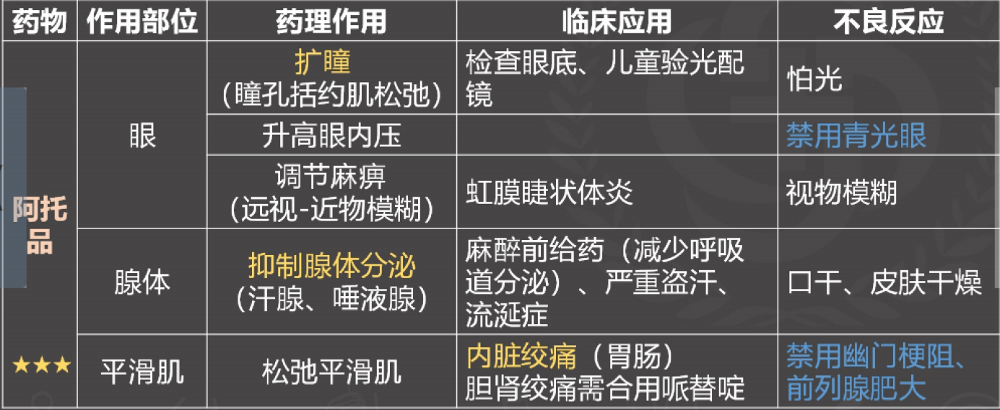 药物 作用部位 药理作用 临床应用 不良反应
扩瞳
（瞳孔括约肌松弛）
检查眼底、儿童验光配
镜
怕光
眼
升高眼内压
禁用青光眼
调节麻痹
（远视-近物模糊）
虹膜睫状体炎
视物模糊
阿托
品
腺体
抑制腺体分泌
（汗腺、唾液腺）
麻醉前给药（减少呼吸
道分泌）、严重盗汗、
流涎症
口干、皮肤干燥
★★★
平滑肌
松弛平滑肌
内脏绞痛（胃肠）
胆肾绞痛需合用哌替啶
禁用幽门梗阻、
前列腺肥大